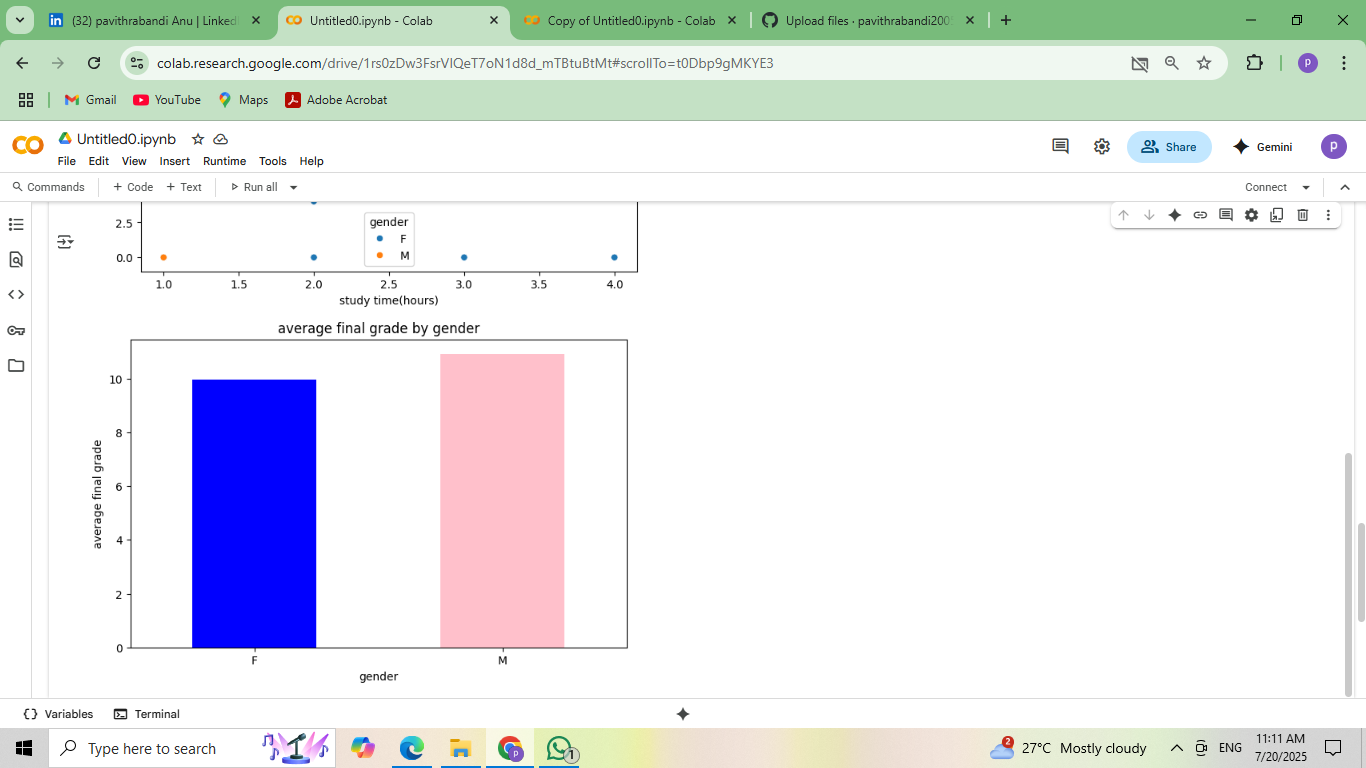 (32) pavithrabandi Anu | Linked
Untitled0.ipynb - Colab
Copy of Untitled0.ipynb - Colab
Upload files · pavithrabandi200
colab.research.google.com/drive/1rs0zDw3FsrVIQeT7oN1d8d_mTBtuBtMt#scrollTo=t0Dbp9gMKYE3
p
Gmail
YouTube
Maps
Adobe Acrobat
Untitled0.ipynb
File Edit View Insert Runtime Tools Help
Share
Gemini
p
Commands
+ Code + Text
Run all
Connect
2.5
0.0
gender
F
M
1.0 1.5 2.0 2.5 3.0 3.5 4.0
study time(hours)
average final grade by gender
average final grade
10
8
6
4
2
0
F M
gender
Variables
Terminal
Type here to search
p
1
2
27°C Mostly cloudy
ENG
11:11 AM
7/20/2025